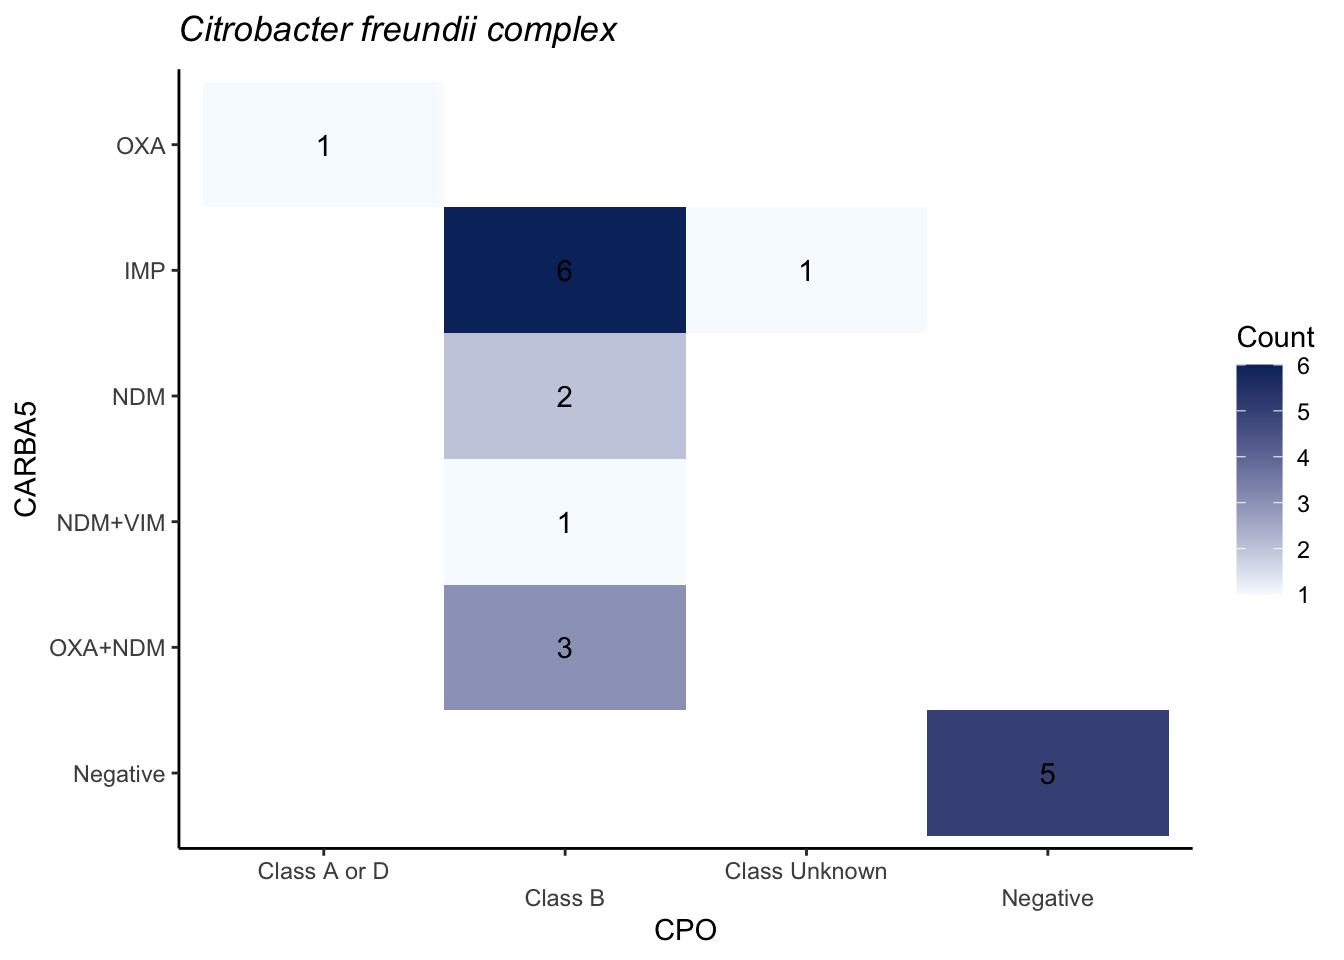 Citrobacter freundii complex
OXA
1
IMP
6
1
NDM
2
NDM+VIM
1
OXA+NDM
3
Negative
5
CARBA5
Class A or D
Class B
Class Unknown
Negative
CPO
Count
6
5
4
3
2
1